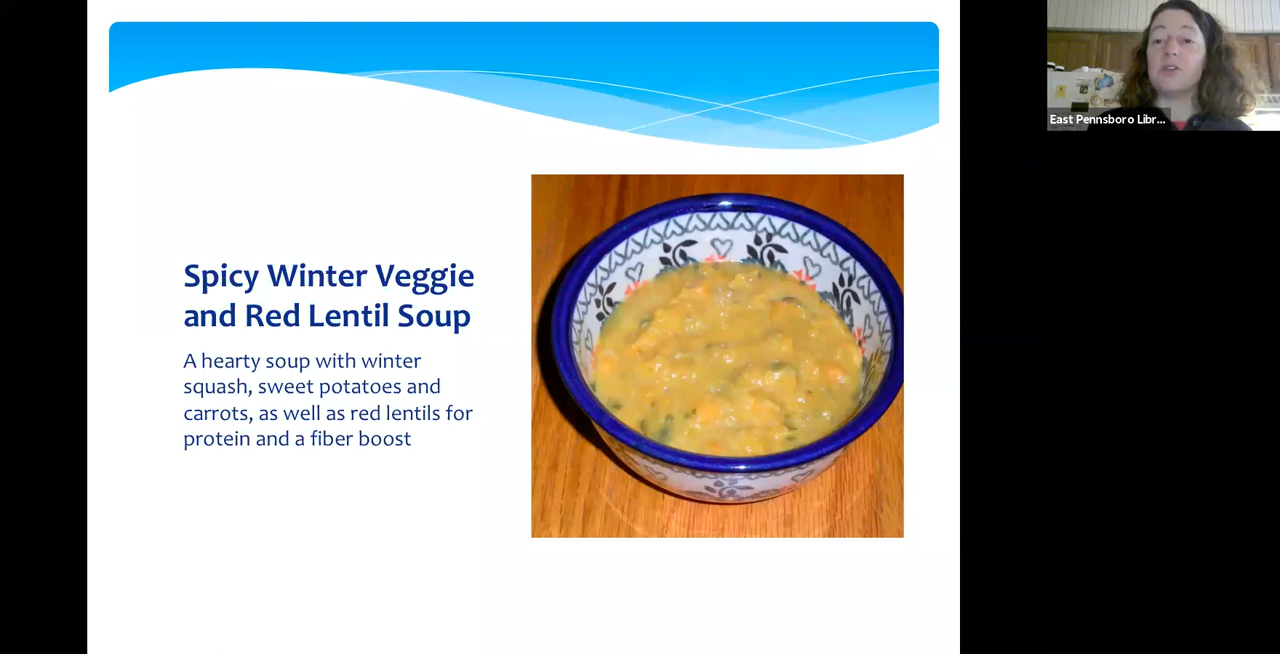 Spicy Winter Veggie
and Red Lentil Soup
A hearty soup with winter
squash, sweet potatoes and
carrots, as well as red lentils for
protein and a fiber boost
East Pennsboro Libr...